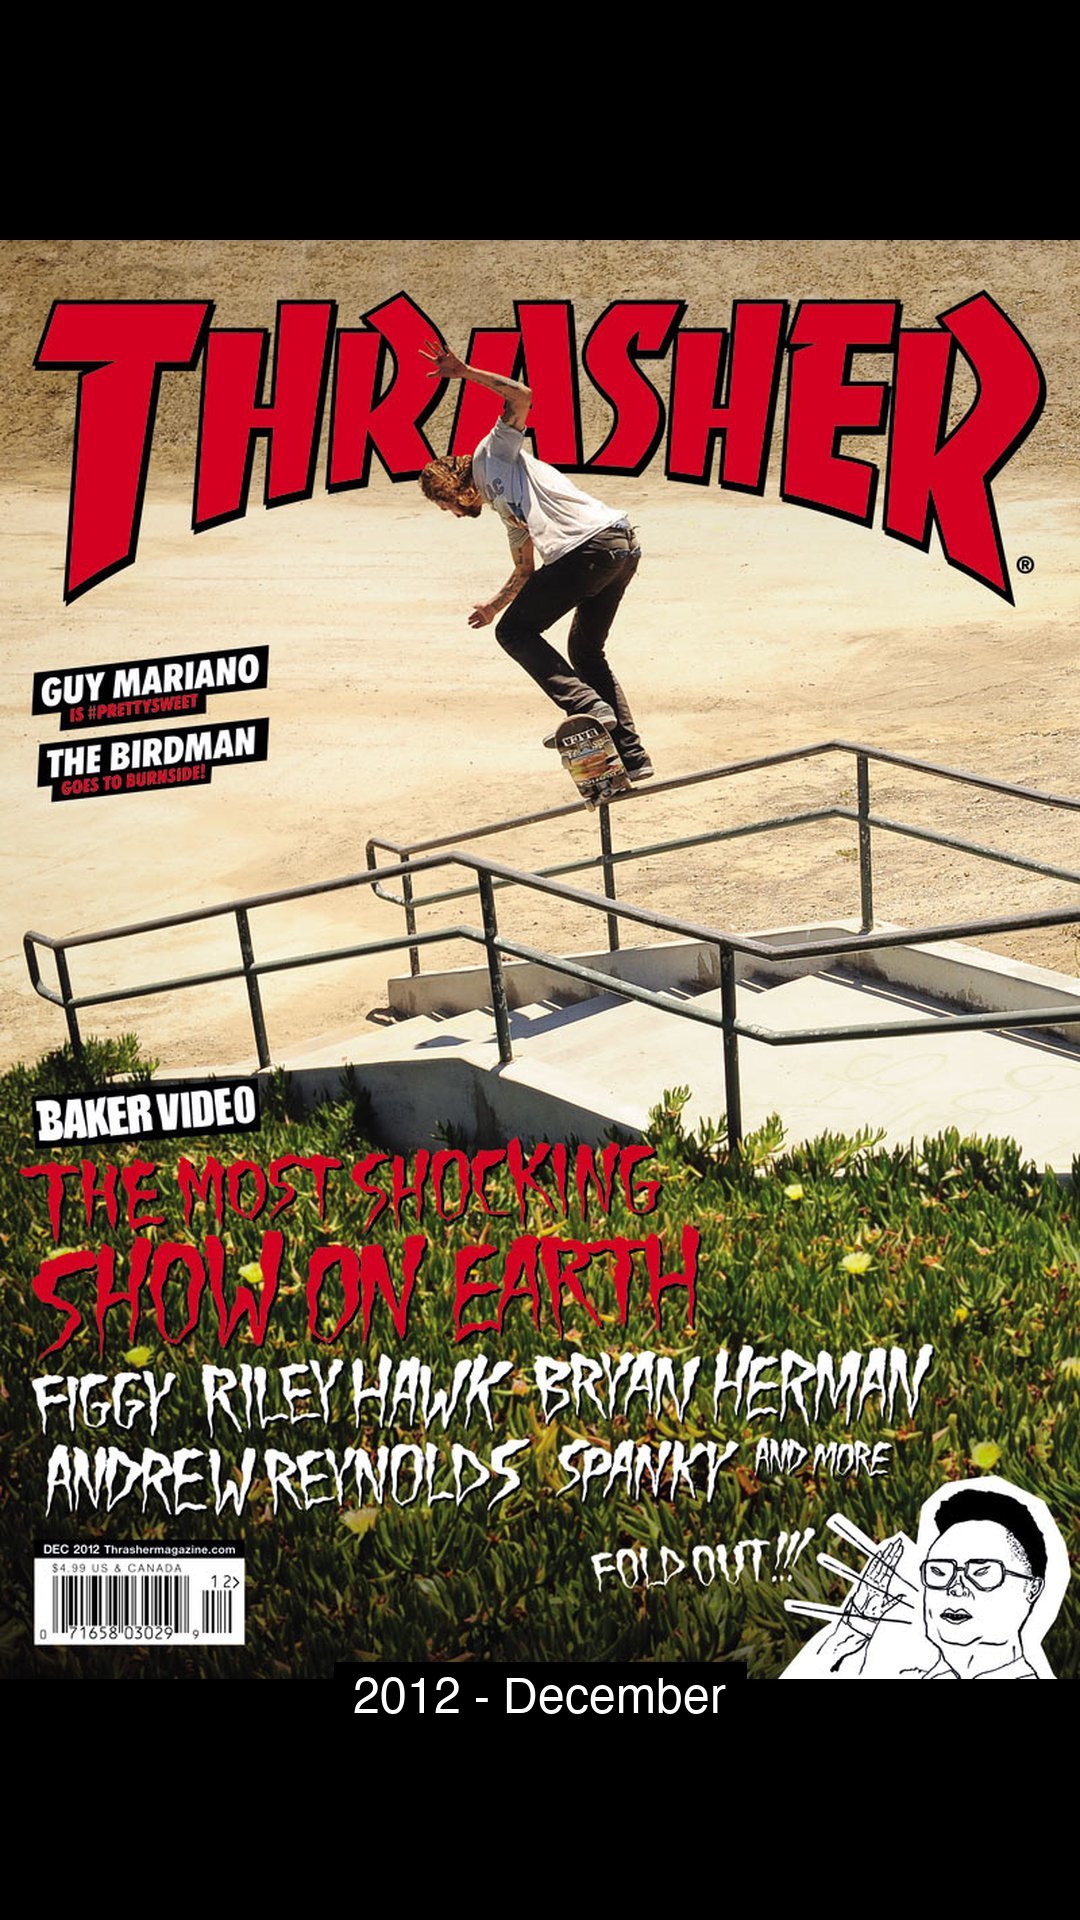 THRASHER®
GUY MARIANO
IS #PRETTYSWEET
THE BIRDMAN
GOES TO BURNSIDE!
BAKER VIDEO
THE MOST SHOCKING
SHOW ON EARTH
FIGGY RILEY HAWK BRYAN HERMAN
ANDREW REYNOLDS SPANKY AND MORE
FOLD OUT!!!
DEC 2012 Thrashermagazine.com
$4.99 US & CANADA
12>
0 71658 03029 9
2012 - December